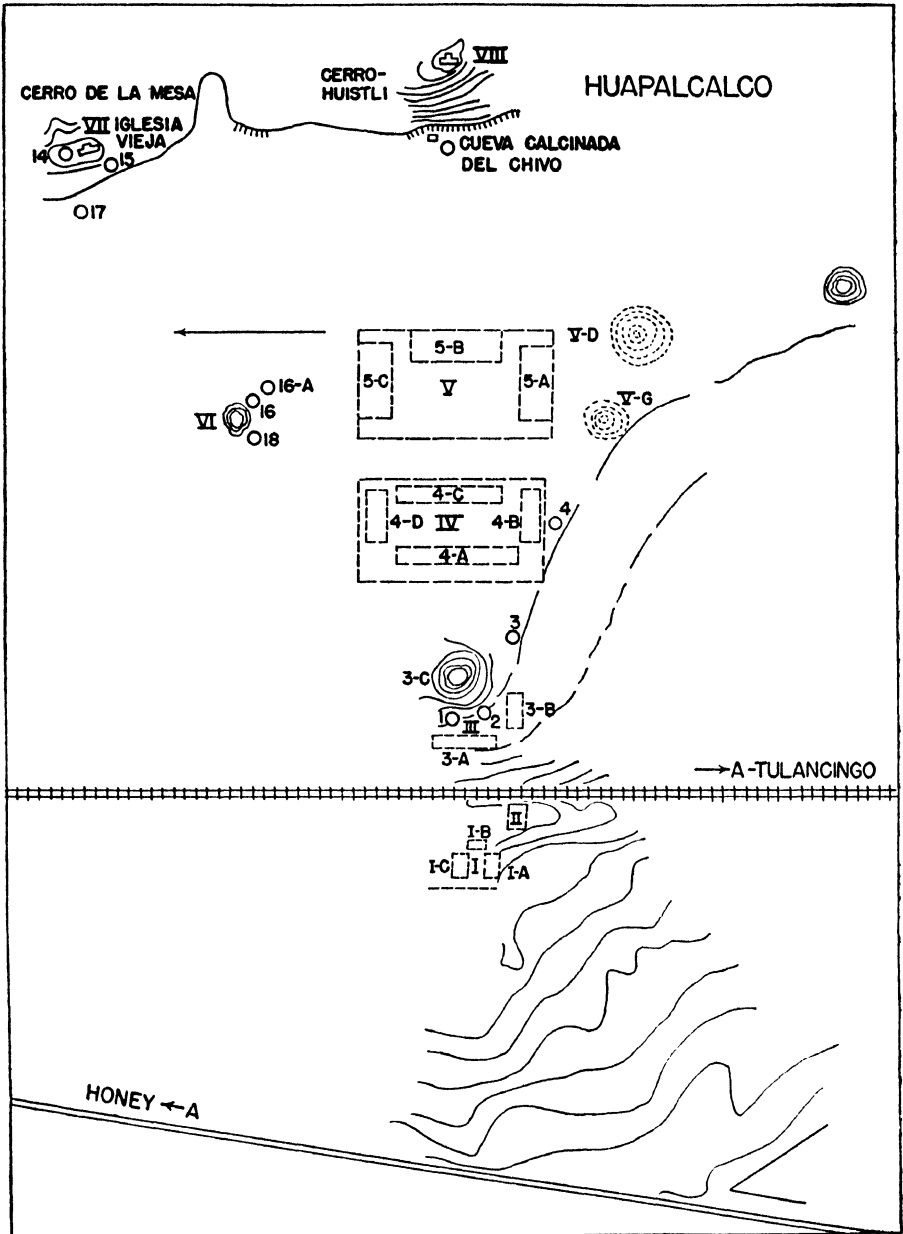 HUAPALCALCO
VIII
CERRO-
HUISTLI
CERRO DE LA MESA
VII IGLESIA
VIEJA
14
15
17
CUEVA CALCINADA
DEL CHIVO
5-B
V-D
5-C
V
5-A
16-A
16
VI
18
V-G
4-C
4
4-D
IV
4-B
4-A
3
3-C
3-B
1
III
2
3-A
→A-TULANCINGO
II
I-B
I-C
I
I-A
HONEY ←A